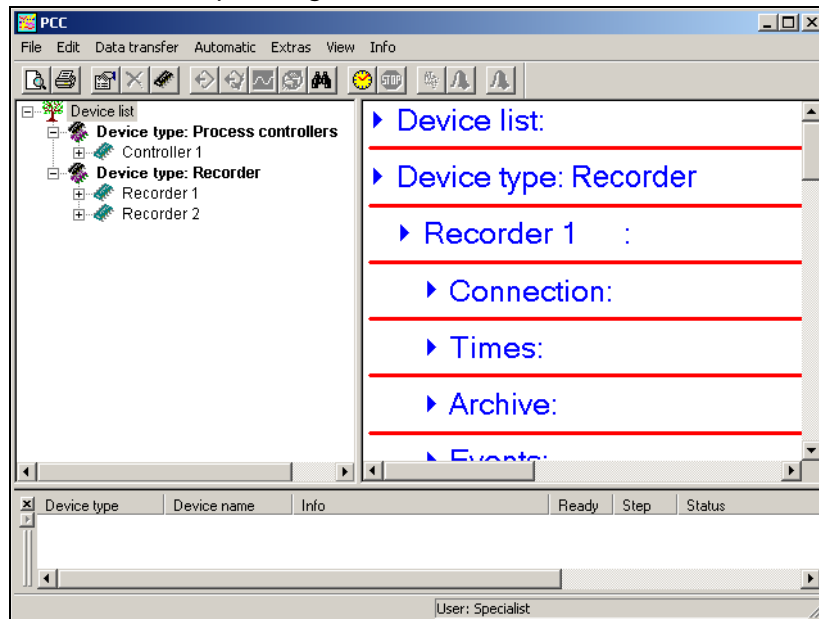 PCC
File Edit Data transfer Automatic Extras View Info
STOP
Device list
Device type: Process controllers
Controller 1
Device type: Recorder
Recorder 1
Recorder 2
Device list:
Device type: Recorder
Recorder 1 :
Connection:
Times:
Archive:
Events:
Device type Device name Info Ready Step Status
User: Specialist